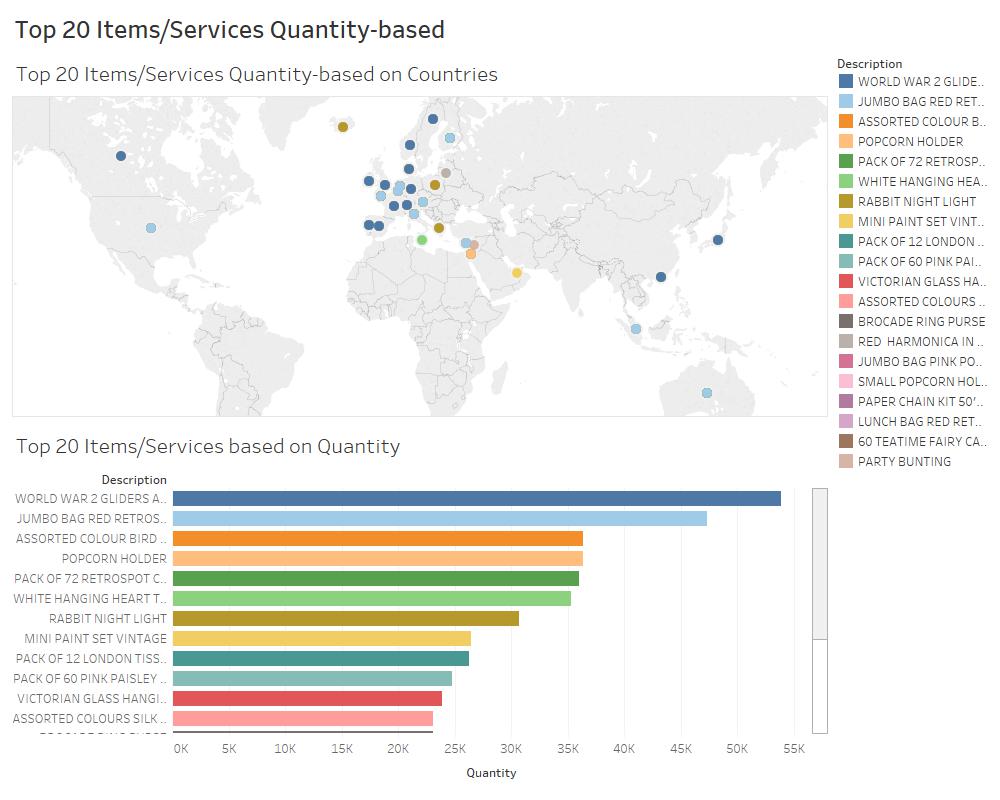 Top 20 Items/Services Quantity-based
Top 20 Items/Services Quantity-based on Countries
Description
WORLD WAR 2 GLIDE..
JUMBO BAG RED RET..
ASSORTED COLOUR B..
POPCORN HOLDER
PACK OF 72 RETROSP..
WHITE HANGING HEA..
RABBIT NIGHT LIGHT
MINI PAINT SET VINT..
PACK OF 12 LONDON ..
PACK OF 60 PINK PAI..
VICTORIAN GLASS HA..
ASSORTED COLOURS ..
BROCADE RING PURSE
RED HARMONICA IN ..
JUMBO BAG PINK PO..
SMALL POPCORN HOL..
PAPER CHAIN KIT 50'..
LUNCH BAG RED RET..
60 TEATIME FAIRY CA..
PARTY BUNTING
Top 20 Items/Services based on Quantity
Description
WORLD WAR 2 GLIDERS A..
JUMBO BAG RED RETROS..
ASSORTED COLOUR BIRD ..
POPCORN HOLDER
PACK OF 72 RETROSPOT C..
WHITE HANGING HEART T..
RABBIT NIGHT LIGHT
MINI PAINT SET VINTAGE
PACK OF 12 LONDON TISS..
PACK OF 60 PINK PAISLEY ..
VICTORIAN GLASS HANGI..
ASSORTED COLOURS SILK ..
0K 5K 10K 15K 20K 25K 30K 35K 40K 45K 50K 55K
Quantity